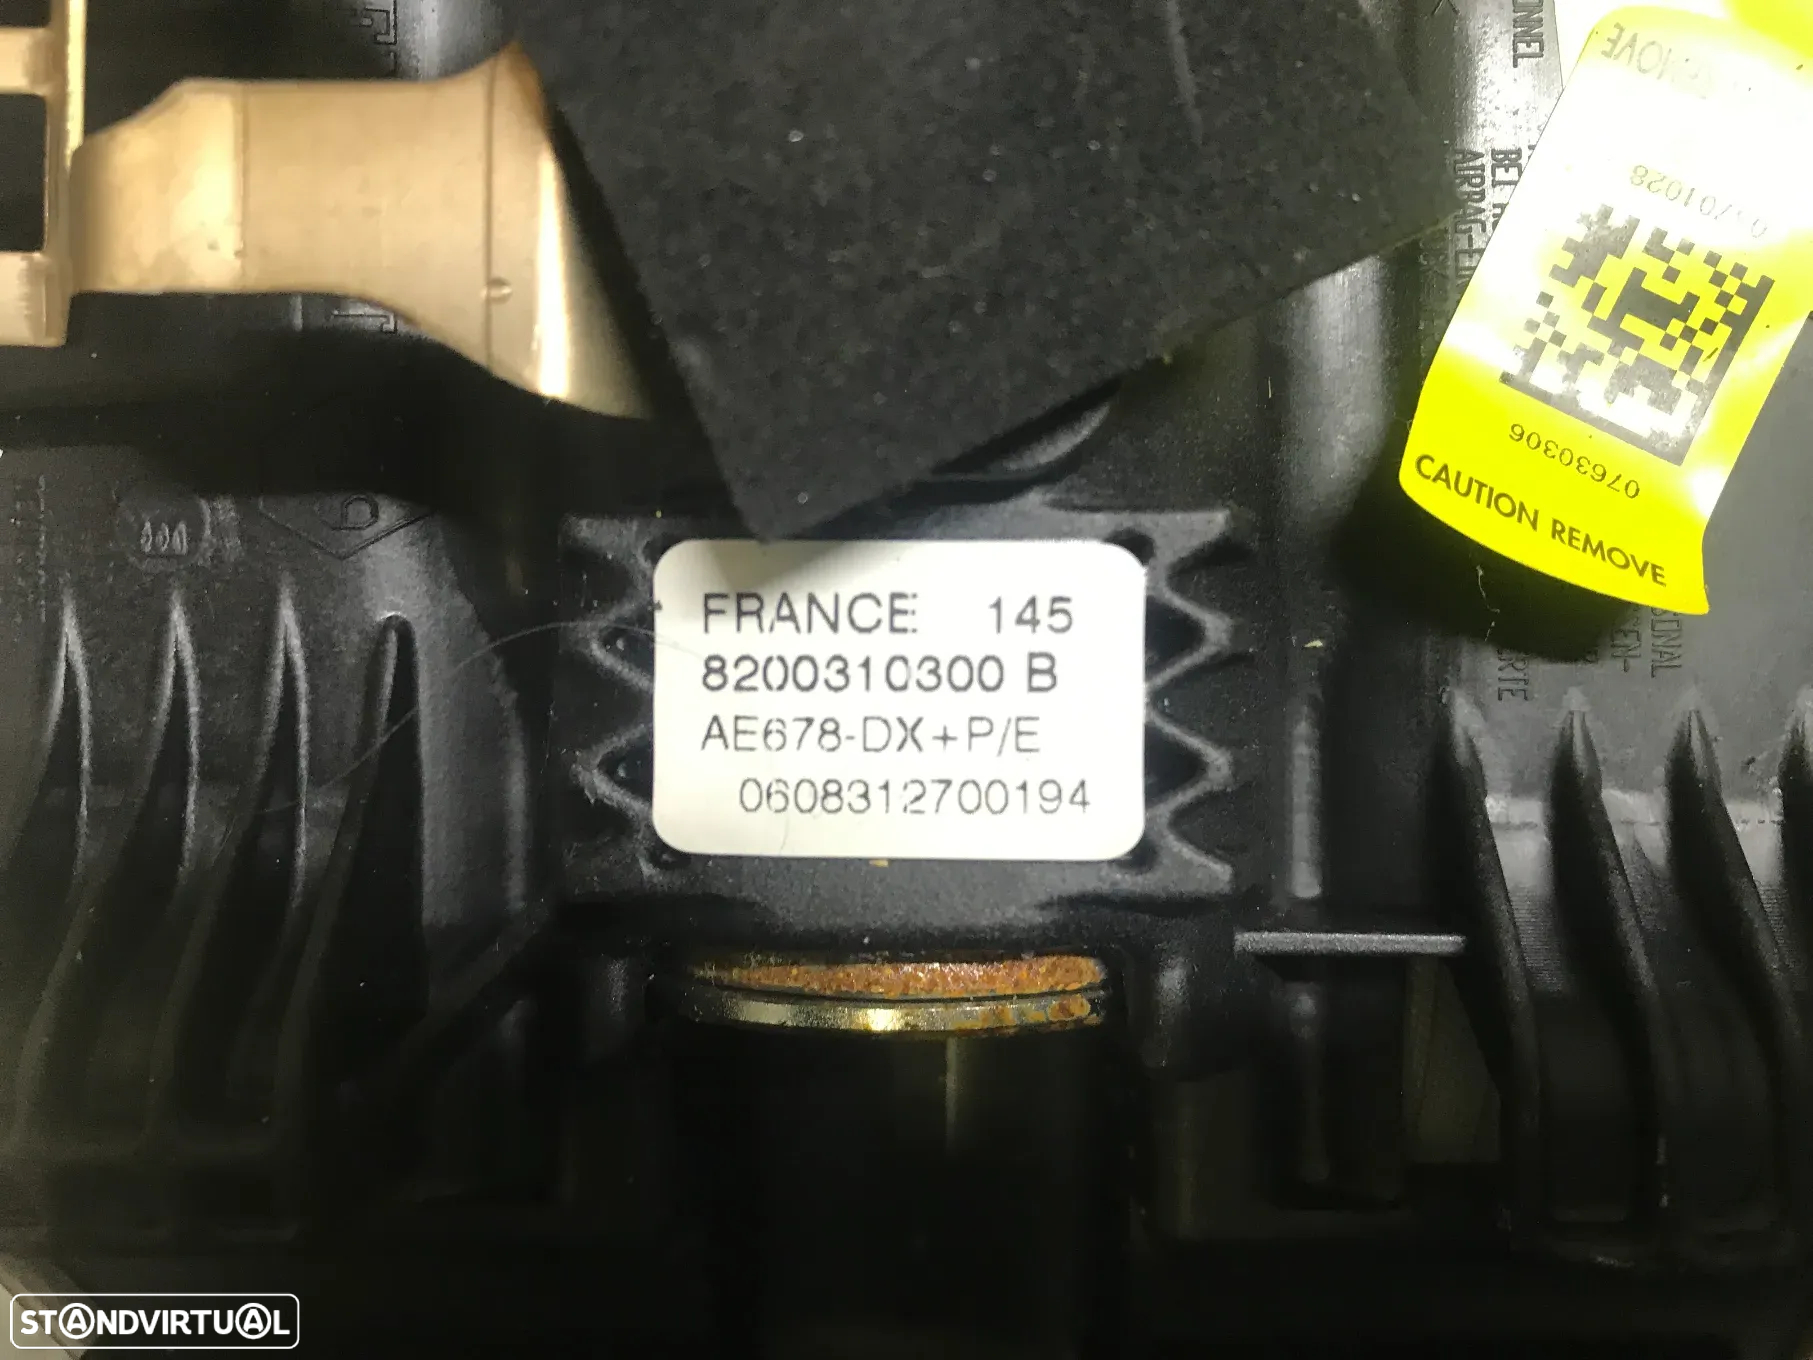 FRANCE 145
8200310300 B
AE678-DX+P/E
0608312700194
07630306
CAUTION REMOVE
STANDVIRTUAL